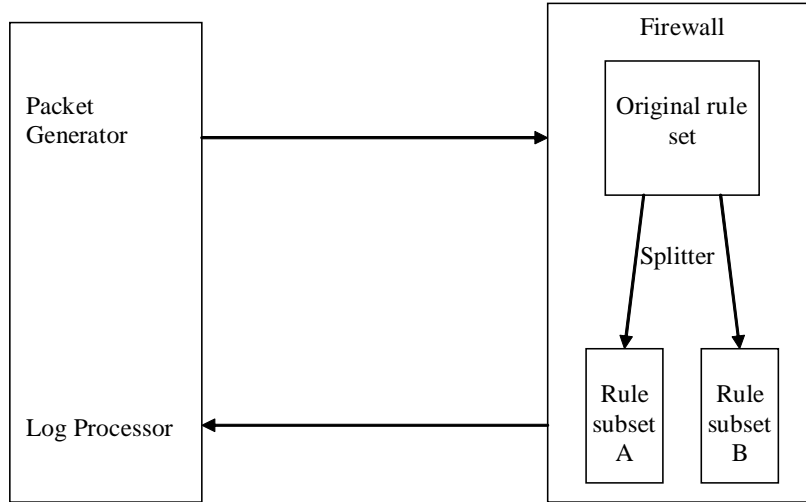 Packet
Generator
Log Processor
Firewall
Original rule
set
Splitter
Rule
subset
A
Rule
subset
B